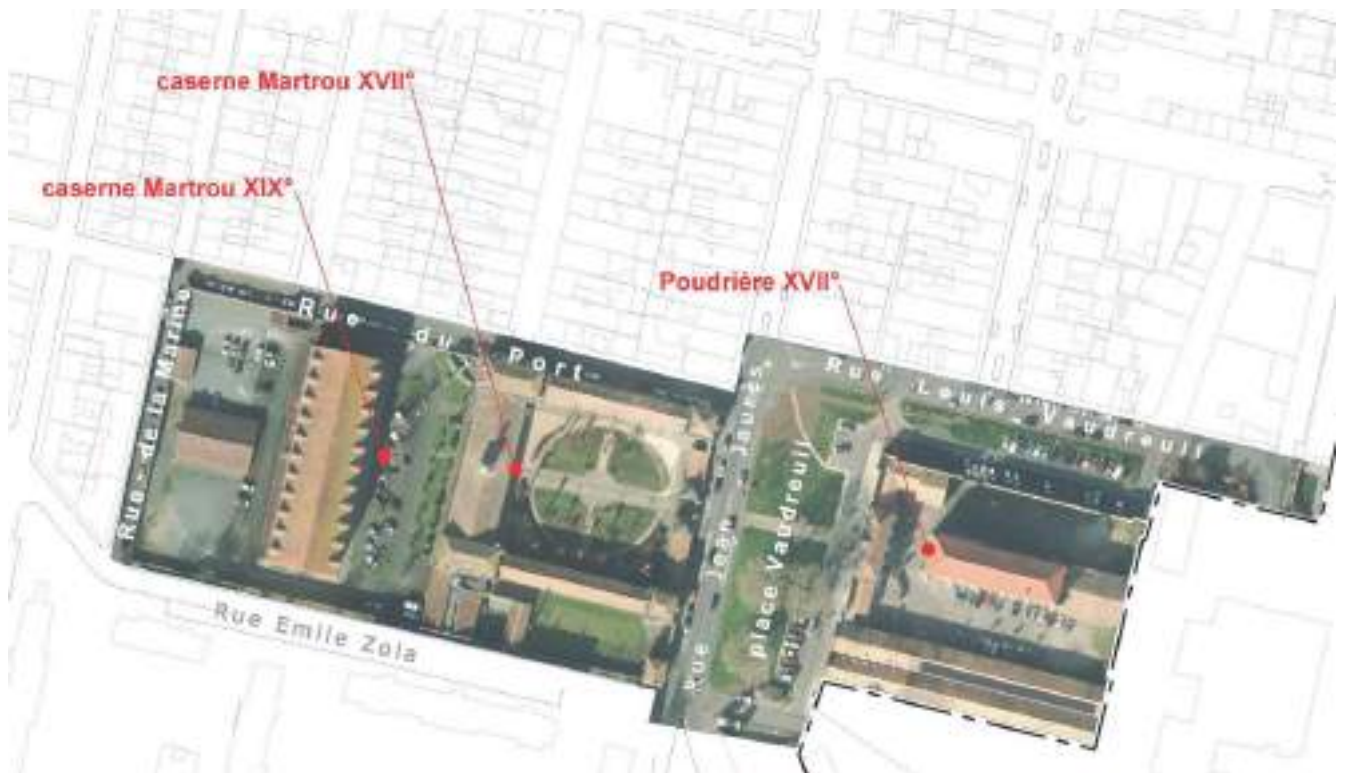 caserne Martrou XVII°
caserne Martrou XIX°
Poudrière XVII°
Rue du Port
Rue de la Marine
Rue Louis Vaudreuil
Rue Jean Jaurès
place Vaudreuil
Rue Emile Zola